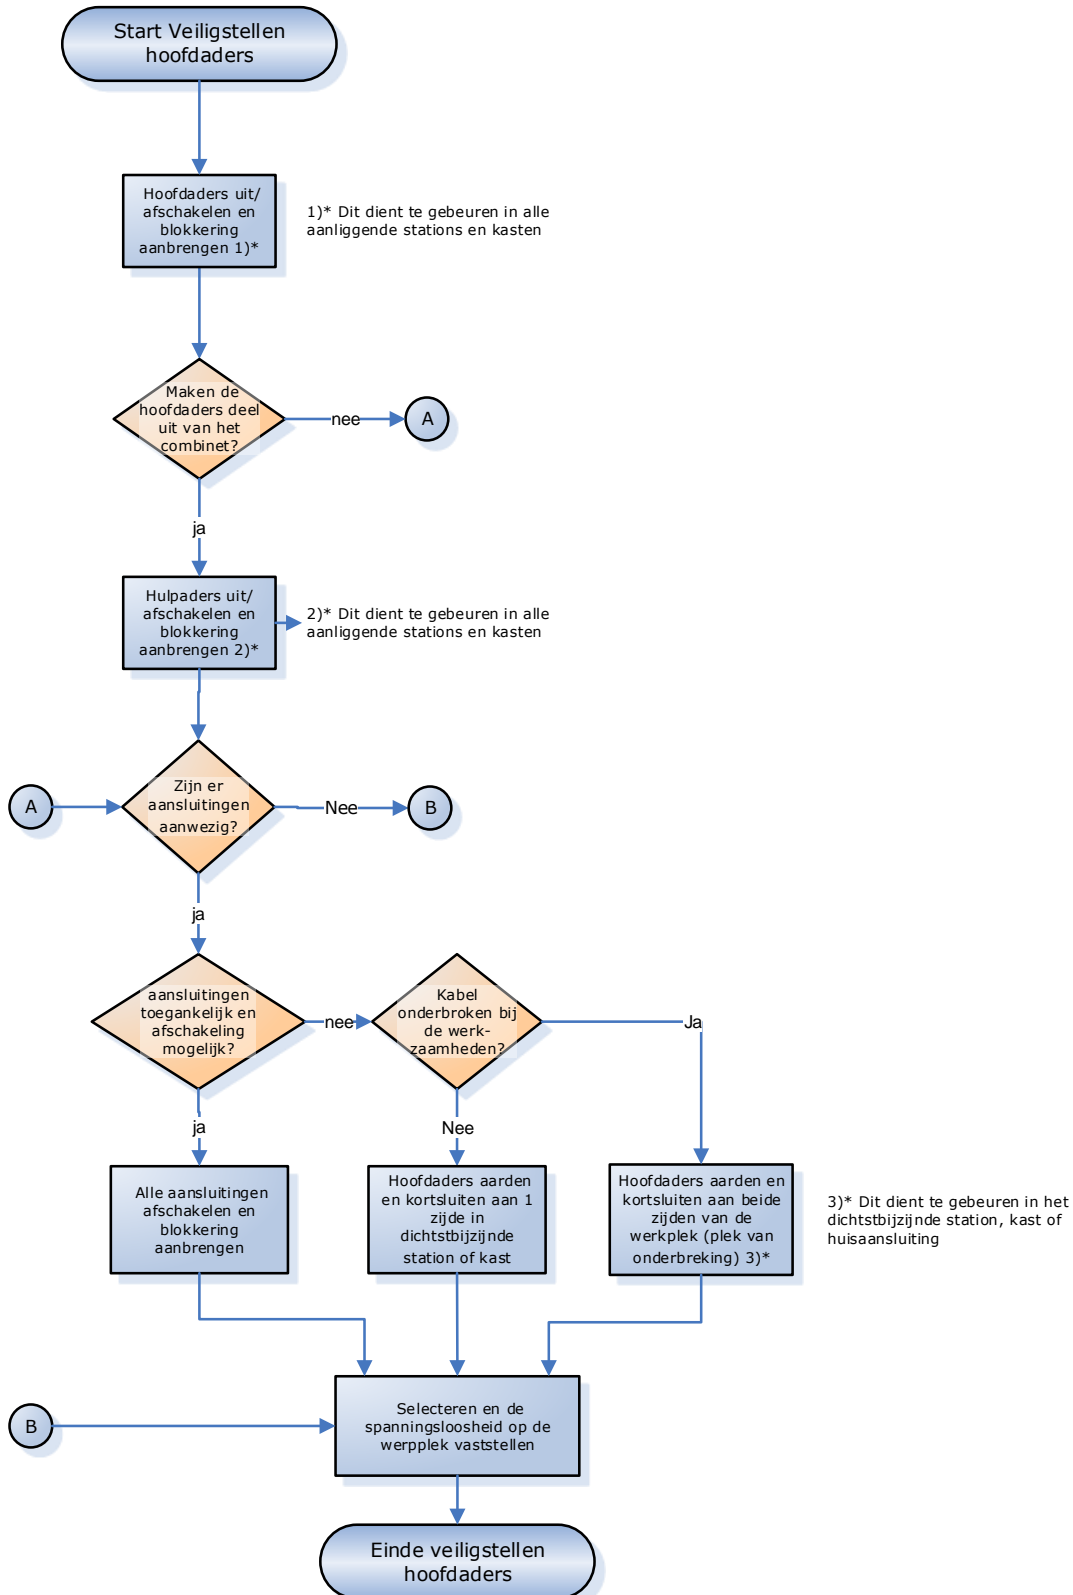 Start Veiligstellen
hoofdaders
Hoofdaders uit/
afschakelen en
blokkering
aanbrengen 1)*
1)* Dit dient te gebeuren in alle
aanliggende stations en kasten
Maken de
hoofdaders deel
uit van het
combinet?
nee
A
ja
Hulpaders uit/
afschakelen en
blokkering
aanbrengen 2)*
2)* Dit dient te gebeuren in alle
aanliggende stations en kasten
A
Zijn er
aansluitingen
aanwezig?
Nee
B
ja
aansluitingen
toegankelijk en
afschakeling
mogelijk?
nee
Kabel
onderbroken bij
de werk-
zaamheden?
Ja
ja
Nee
Alle aansluitingen
afschakelen en
blokkering
aanbrengen
Hoofdaders aarden
en kortsluiten aan 1
zijde in
dichtstbijzijnde
station of kast
Hoofdaders aarden en
kortsluiten aan beide
zijden van de
werkplek (plek van
onderbreking) 3)*
3)* Dit dient te gebeuren in het
dichtstbijzijnde station, kast of
huisaansluiting
B
Selecteren en de
spanningsloosheid op de
werpplek vaststellen
Einde veiligstellen
hoofdaders